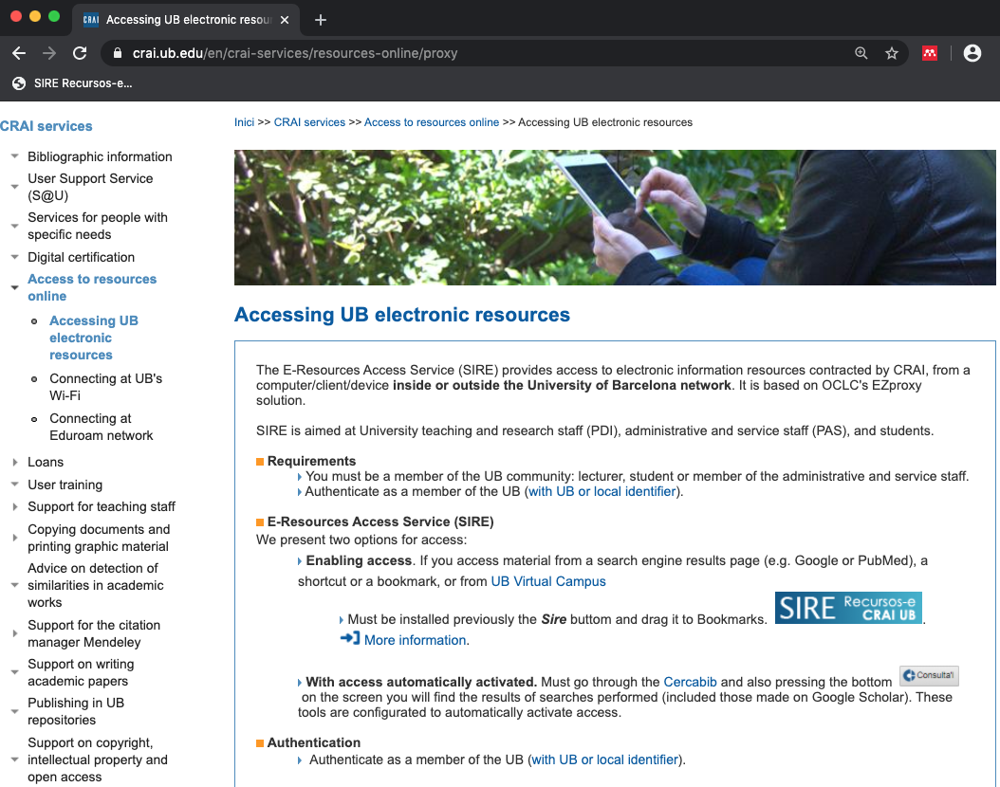 CRAI Accessing UB electronic resour
crai.ub.edu/en/crai-services/resources-online/proxy
SIRE Recursos-e...
CRAI services
Bibliographic information
User Support Service
(S@U)
Services for people with
specific needs
Digital certification
Access to resources
online
Accessing UB
electronic
resources
Connecting at UB's
Wi-Fi
Connecting at
Eduroam network
Loans
User training
Support for teaching staff
Copying documents and
printing graphic material
Advice on detection of
similarities in academic
works
Support for the citation
manager Mendeley
Support on writing
academic papers
Publishing in UB
repositories
Support on copyright,
intellectual property and
open access
Inici >> CRAI services >> Access to resources online >> Accessing UB electronic resources
Accessing UB electronic resources
The E-Resources Access Service (SIRE) provides access to electronic information resources contracted by CRAI, from a
computer/client/device inside or outside the University of Barcelona network. It is based on OCLC's EZproxy
solution.
SIRE is aimed at University teaching and research staff (PDI), administrative and service staff (PAS), and students.
Requirements
You must be a member of the UB community: lecturer, student or member of the administrative and service staff.
Authenticate as a member of the UB (with UB or local identifier).
E-Resources Access Service (SIRE)
We present two options for access:
Enabling access. If you access material from a search engine results page (e.g. Google or PubMed), a
shortcut or a bookmark, or from UB Virtual Campus
Must be installed previously the Sire buttom and drag it to Bookmarks. SIRE Recursos-e CRAI UB.
More information.
With access automatically activated. Must go through the Cercabib and also pressing the bottom Consulta'l
on the screen you will find the results of searches performed (included those made on Google Scholar). These
tools are configurated to automatically activate access.
Authentication
Authenticate as a member of the UB (with UB or local identifier).